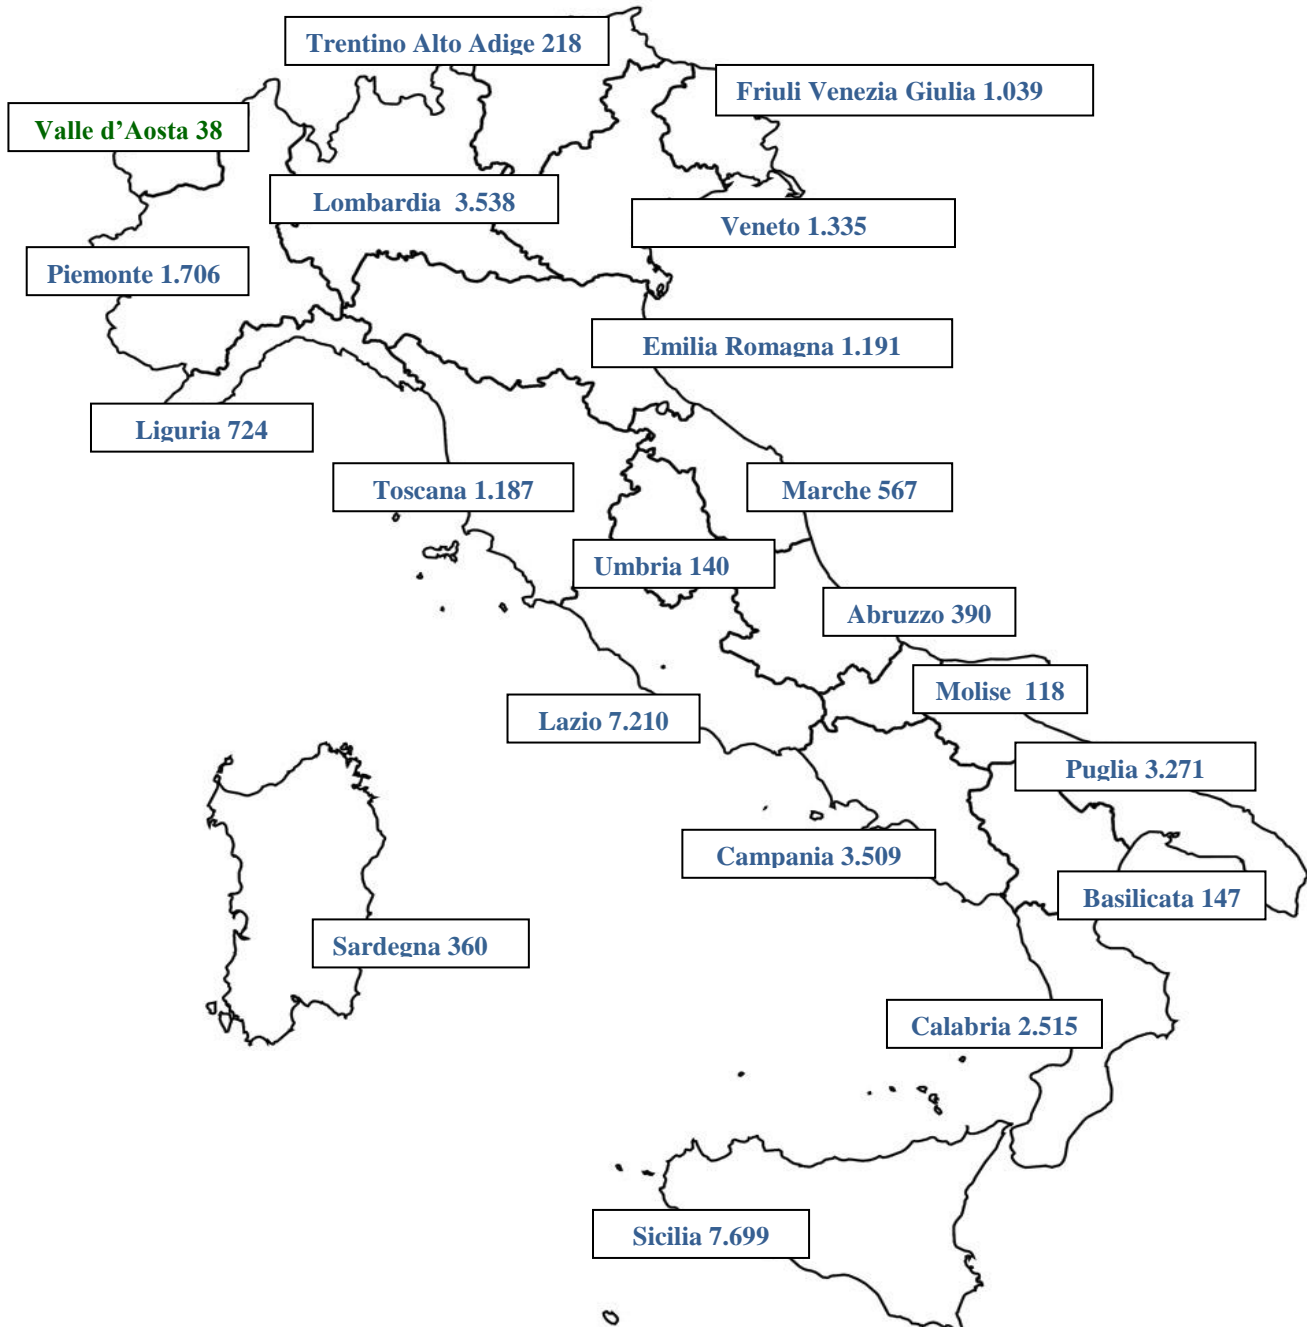 Trentino Alto Adige 218
Friuli Venezia Giulia 1.039
Valle d’Aosta 38
Lombardia  3.538
Veneto 1.335
Piemonte 1.706
Emilia Romagna 1.191
Liguria 724
Toscana 1.187
Marche 567
Umbria 140
Abruzzo 390
Molise  118
Lazio 7.210
Puglia 3.271
Campania 3.509
Basilicata 147
Sardegna 360
Calabria 2.515
Sicilia 7.699